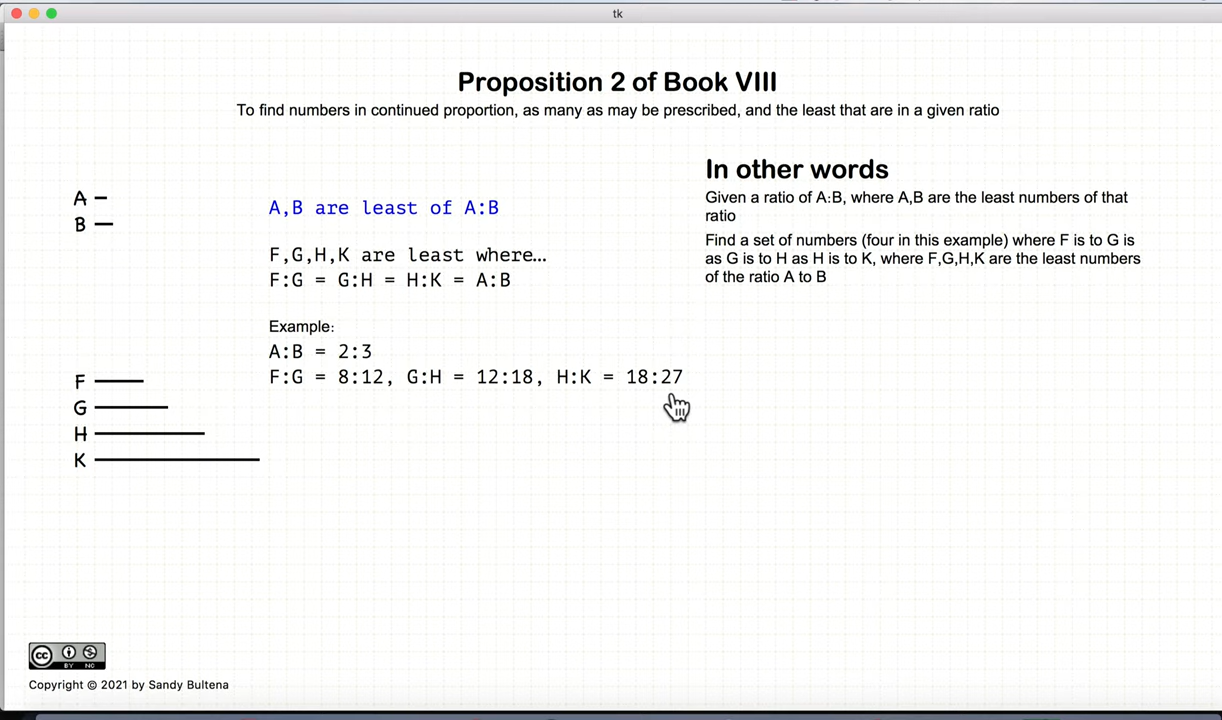 tk
Proposition 2 of Book VIII
To find numbers in continued proportion, as many as may be prescribed, and the least that are in a given ratio
A
B
A,B are least of A:B
F,G,H,K are least where...
F:G = G:H = H:K = A:B
Example:
A:B = 2:3
F:G = 8:12, G:H = 12:18, H:K = 18:27
F
G
H
K
In other words
Given a ratio of A:B, where A,B are the least numbers of that
ratio
Find a set of numbers (four in this example) where F is to G is
as G is to H as H is to K, where F,G,H,K are the least numbers
of the ratio A to B
cc
BY NC
Copyright © 2021 by Sandy Bultena